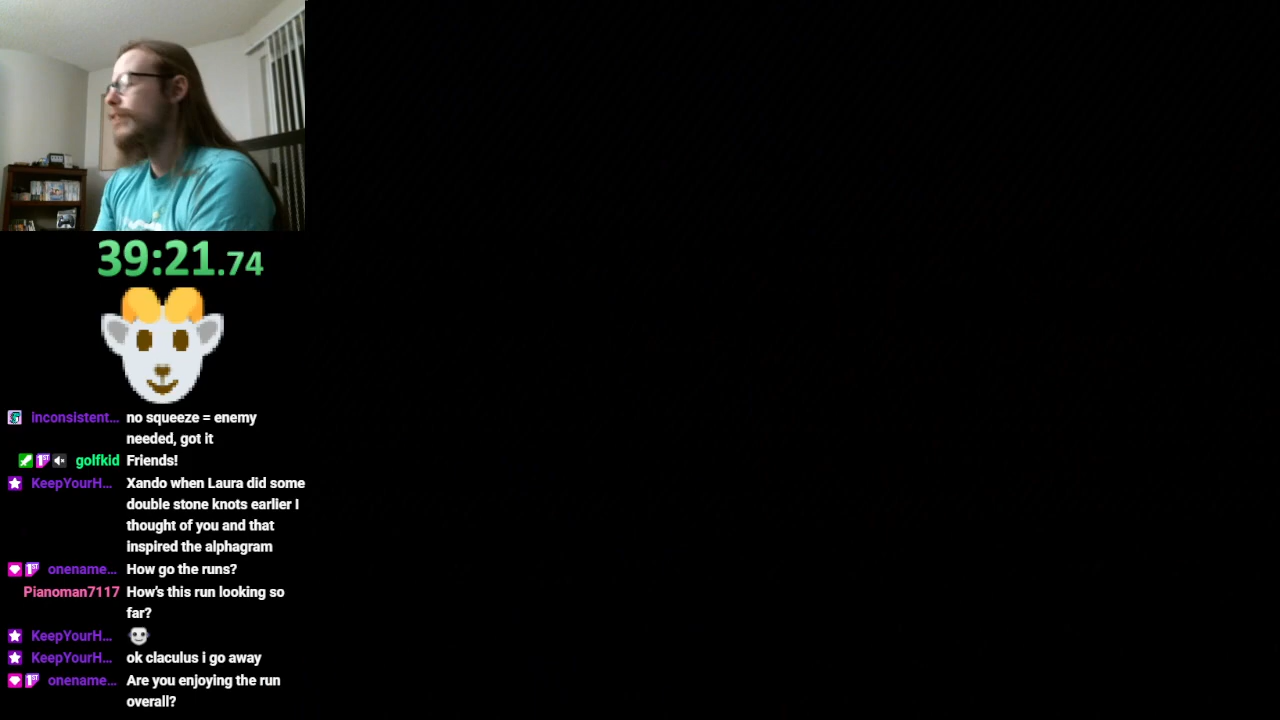 39:21.74
inconsistent... no squeeze = enemy
needed, got it
golfkid Friends!
KeepYourH... Xando when Laura did some
double stone knots earlier I
thought of you and that
inspired the alphagram
onename... How go the runs?
Pianoman7117 How's this run looking so
far?
KeepYourH...
KeepYourH... ok claculus i go away
onename... Are you enjoying the run
overall?